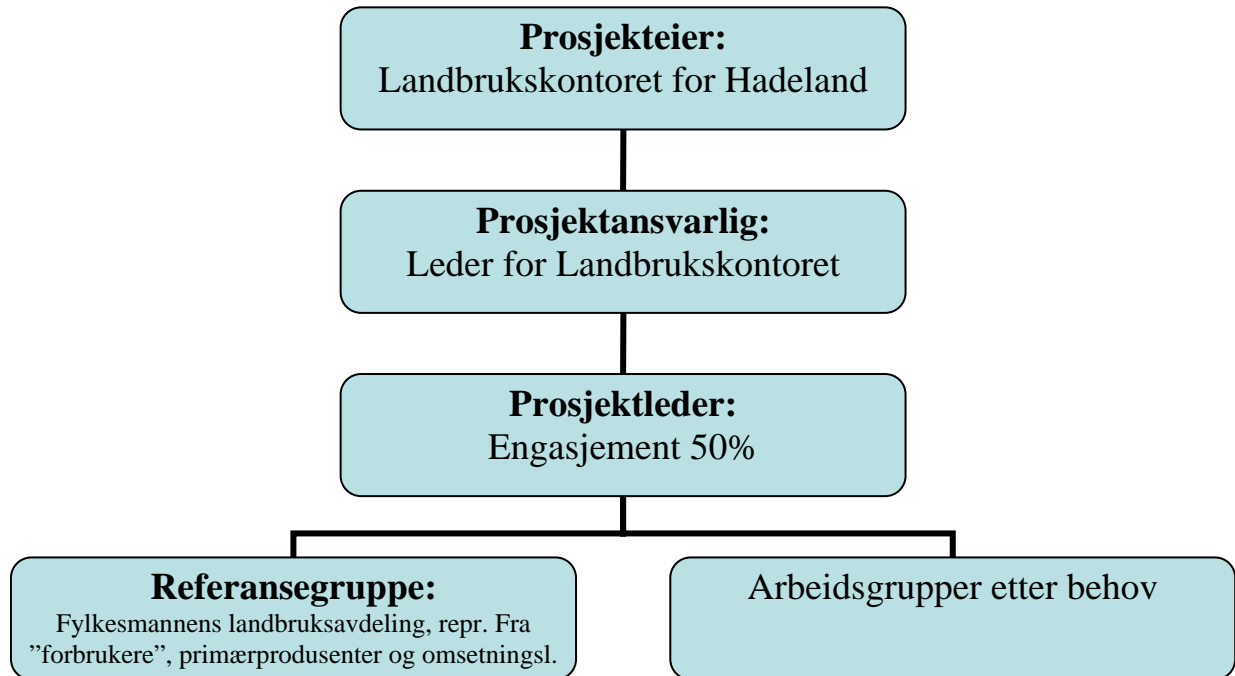 Prosjekteier:
Landbrukskontoret for Hadeland
Prosjektansvarlig:
Leder for Landbrukskontoret
Prosjektleder:
Engasjement 50%
Referansegruppe:
Fylkesmannens landbruksavdeling, repr. Fra
”forbrukere”, primærprodusenter og omsetningsl.
Arbeidsgrupper etter behov